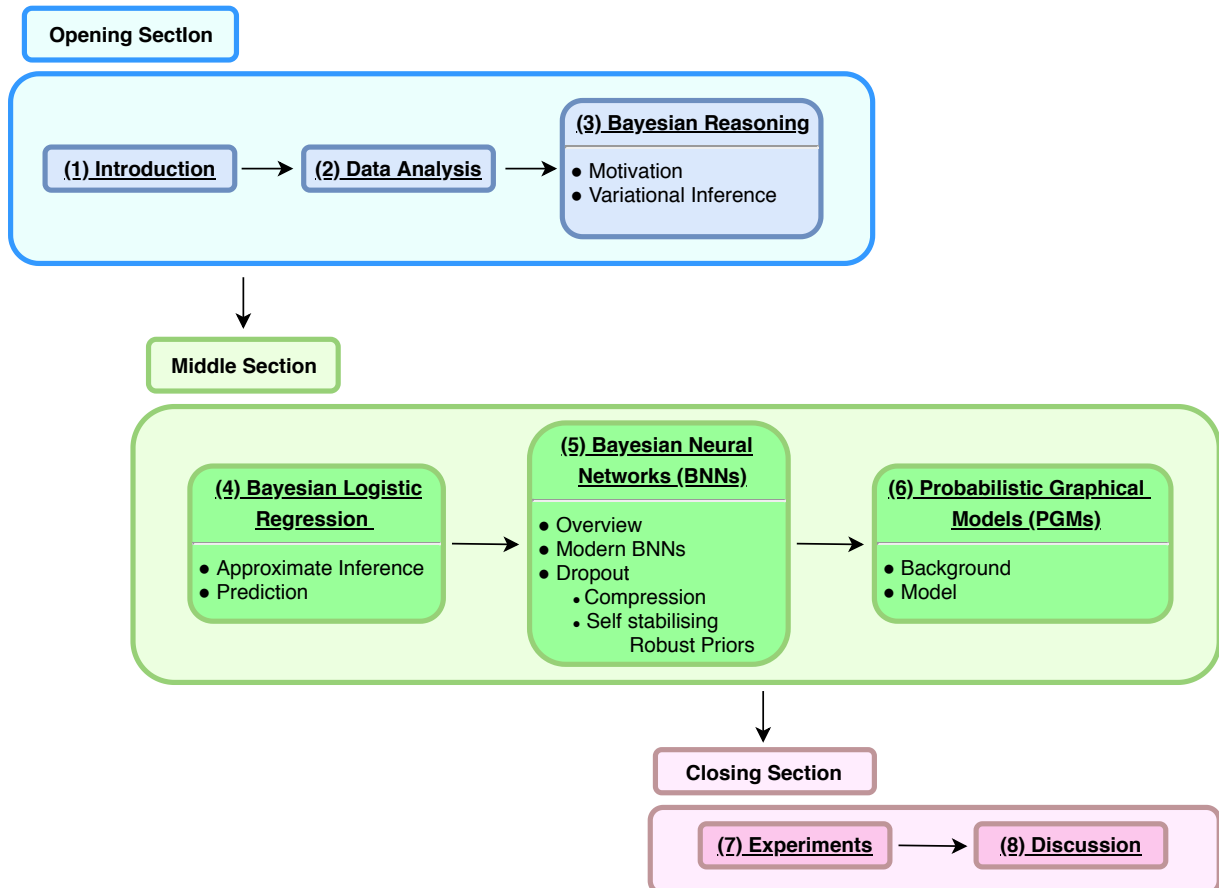 Opening SectIon
(1) Introduction
(2) Data Analysis
(3) Bayesian Reasoning
● Motivation
● Variational Inference
Middle Section
(4) Bayesian Logistic
Regression
● Approximate Inference
● Prediction
(5) Bayesian Neural
Networks (BNNs)
● Overview
● Modern BNNs
● Dropout
• Compression
• Self stabilising
Robust Priors
(6) Probabilistic Graphical
Models (PGMs)
● Background
● Model
Closing Section
(7) Experiments
(8) Discussion